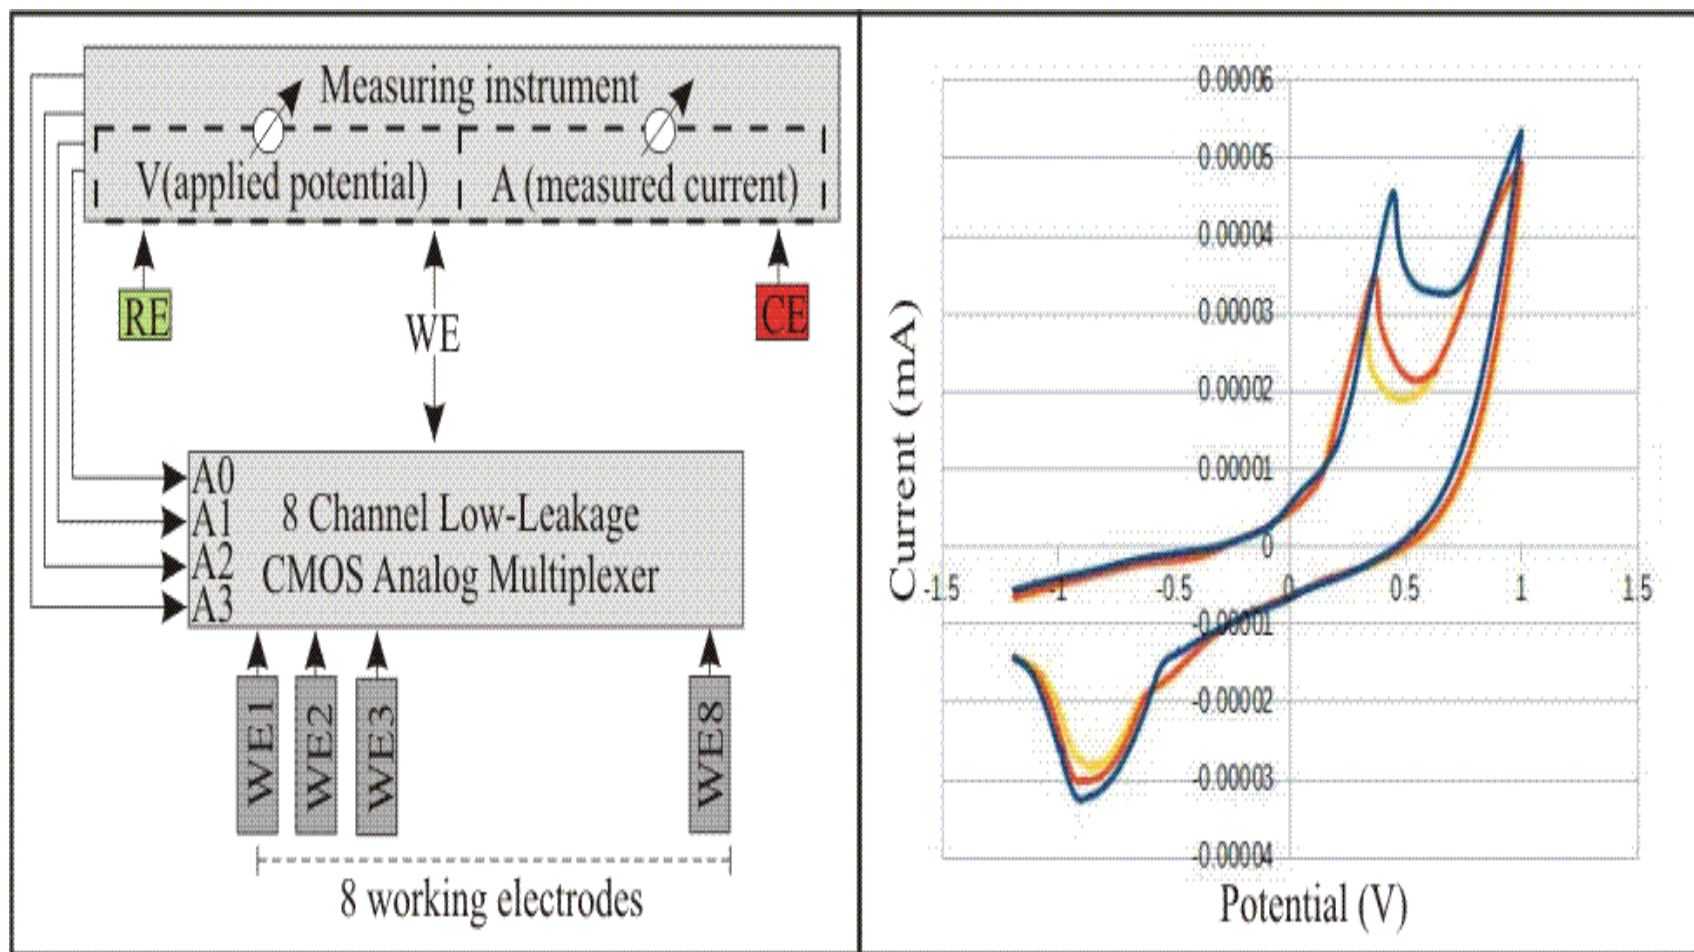 Measuring instrument
V(applied potential)
A (measured current)
RE
WE
CE
A0
A1
A2
A3
8 Channel Low-Leakage
CMOS Analog Multiplexer
WE1
WE2
WE3
WE8
8 working electrodes
Current (mA)
0.00006
0.00005
0.00004
0.00003
0.00002
0.00001
0
-1.5
-1
-0.5
0
0.5
1
1.5
-0.00001
-0.00002
-0.00003
-0.00004
Potential (V)